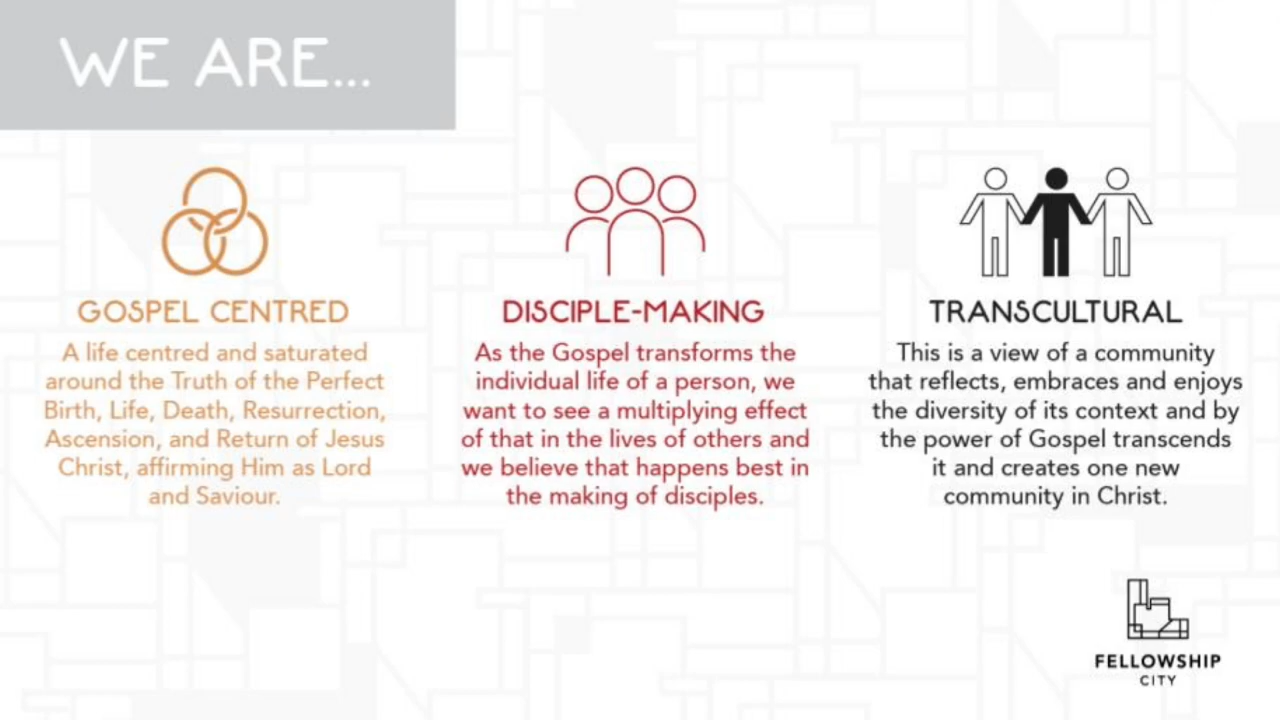 WE ARE...
GOSPEL CENTRED
A life centred and saturated
around the Truth of the Perfect
Birth, Life, Death, Resurrection,
Ascension, and Return of Jesus
Christ, affirming Him as Lord
and Saviour.
DISCIPLE-MAKING
As the Gospel transforms the
individual life of a person, we
want to see a multiplying effect
of that in the lives of others and
we believe that happens best in
the making of disciples.
TRANSCULTURAL
This is a view of a community
that reflects, embraces and enjoys
the diversity of its context and by
the power of Gospel transcends
it and creates one new
community in Christ.
FELLOWSHIP
CITY